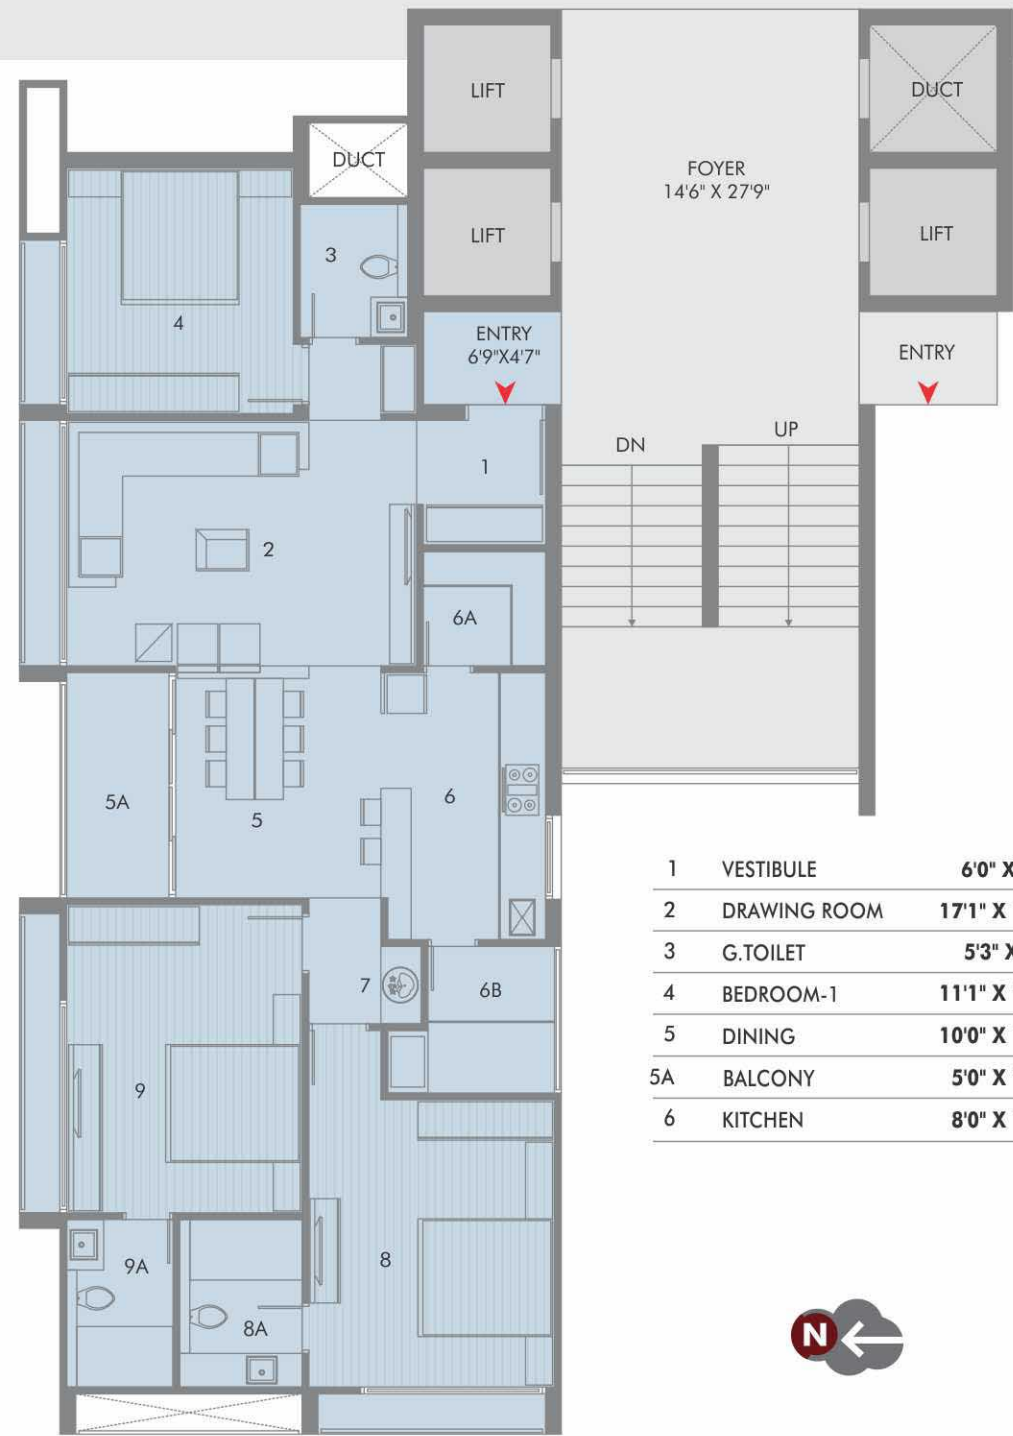 LIFT
DUCT
DUCT
FOYER
14'6" X 27'9"
LIFT
LIFT
3
4
ENTRY
6'9"X4'7"
ENTRY
DN
UP
1
2
6A
5A
5
6
7
6B
9
8
9A
8A
1 VESTIBULE 6'0" X
2 DRAWING ROOM 17'1" X
3 G.TOILET 5'3" X
4 BEDROOM-1 11'1" X
5 DINING 10'0" X
5A BALCONY 5'0" X
6 KITCHEN 8'0" X
N